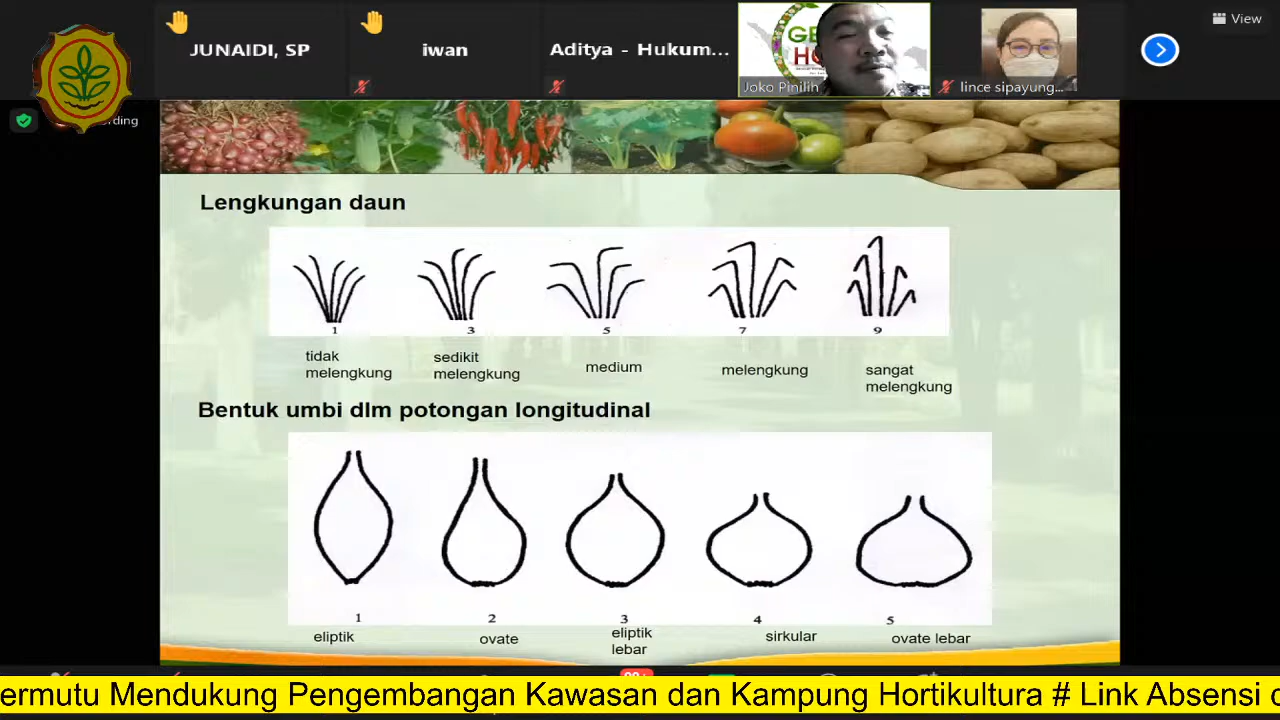 View
JUNAIDI, SP
iwan
Aditya - Hukum...
Joko Pinilih
lince sipayung...
Lengkungan daun
1 3 5 7 9
tidak melengkung
sedikit melengkung
medium
melengkung
sangat melengkung
Bentuk umbi dlm potongan longitudinal
1 2 3 4 5
eliptik
ovate
eliptik lebar
sirkular
ovate lebar
ermutu Mendukung Pengembangan Kawasan dan Kampung Hortikultura # Link Absensi